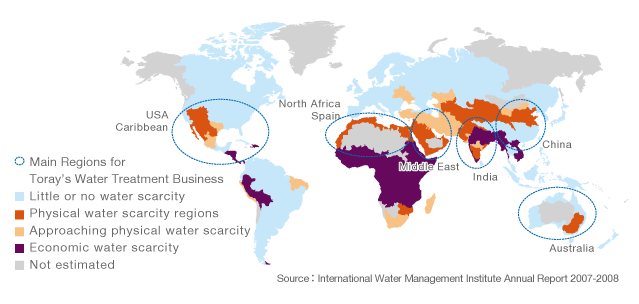 USA
Caribbean
North Africa
Spain
Middle East
India
China
Australia
Main Regions for
Toray's Water Treatment Business
Little or no water scarcity
Physical water scarcity regions
Approaching physical water scarcity
Economic water scarcity
Not estimated
Source : International Water Management Institute Annual Report 2007-2008